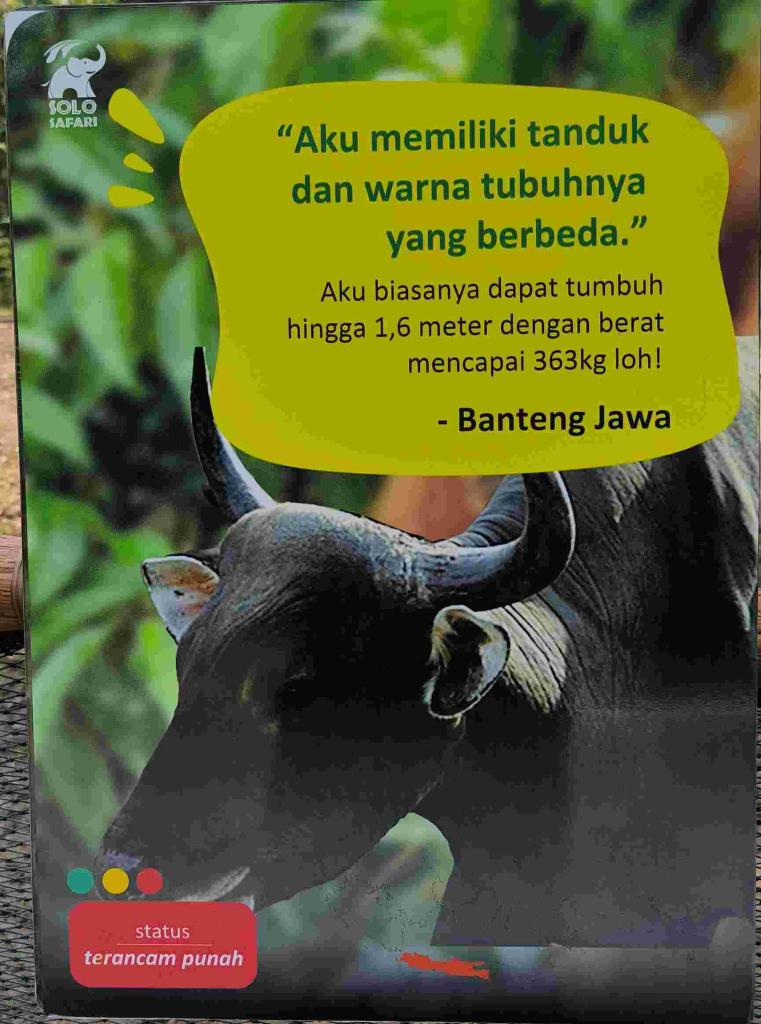 SOLO
SAFARI
“Aku memiliki tanduk
dan warna tubuhnya
yang berbeda.”
Aku biasanya dapat tumbuh
hingga 1,6 meter dengan berat
mencapai 363kg loh!
- Banteng Jawa
status
terancam punah